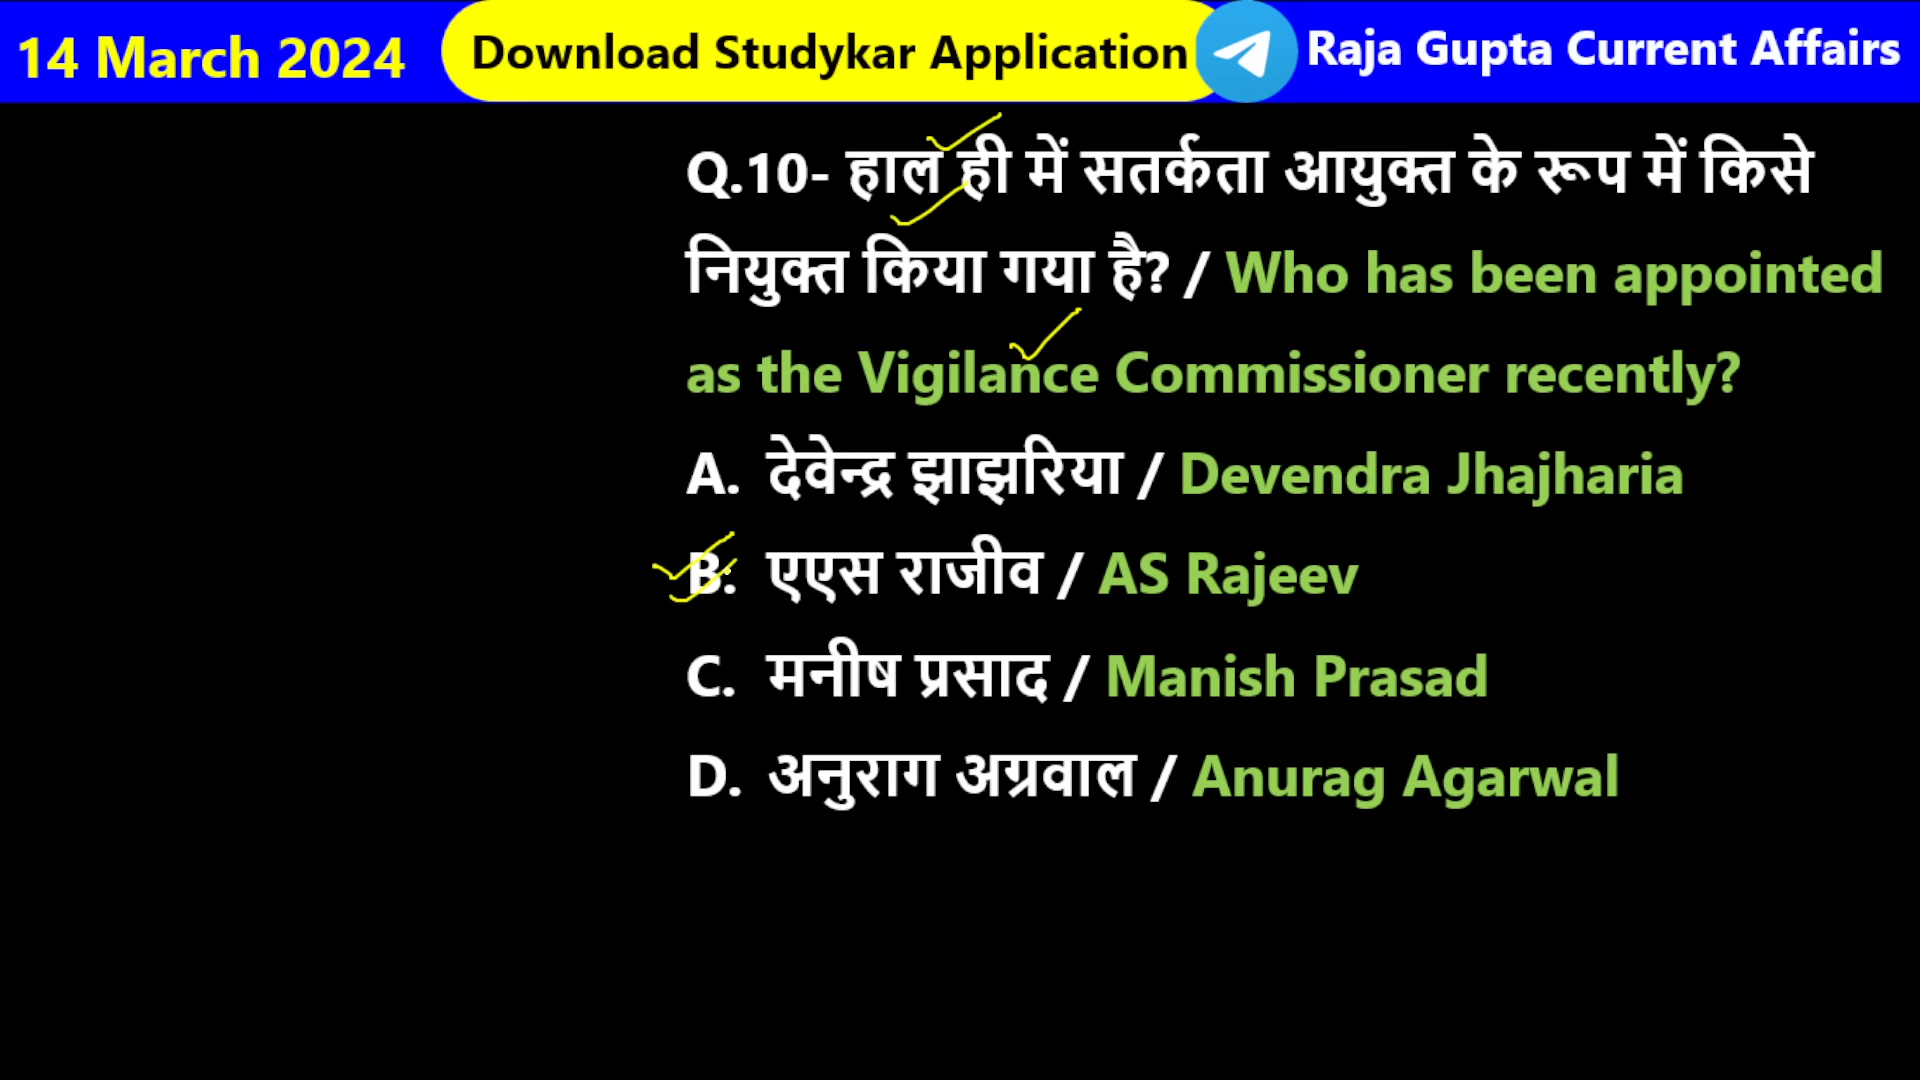 14 March 2024
Download Studykar Application
Raja Gupta Current Affairs
Q.10- हाल ही में सतर्कता आयुक्त के रूप में किसे
नियुक्त किया गया है? / Who has been appointed
as the Vigilance Commissioner recently?
A. देवेन्द्र झाझरिया / Devendra Jhajharia
B. एएस राजीव / AS Rajeev
C. मनीष प्रसाद / Manish Prasad
D. अनुराग अग्रवाल / Anurag Agarwal